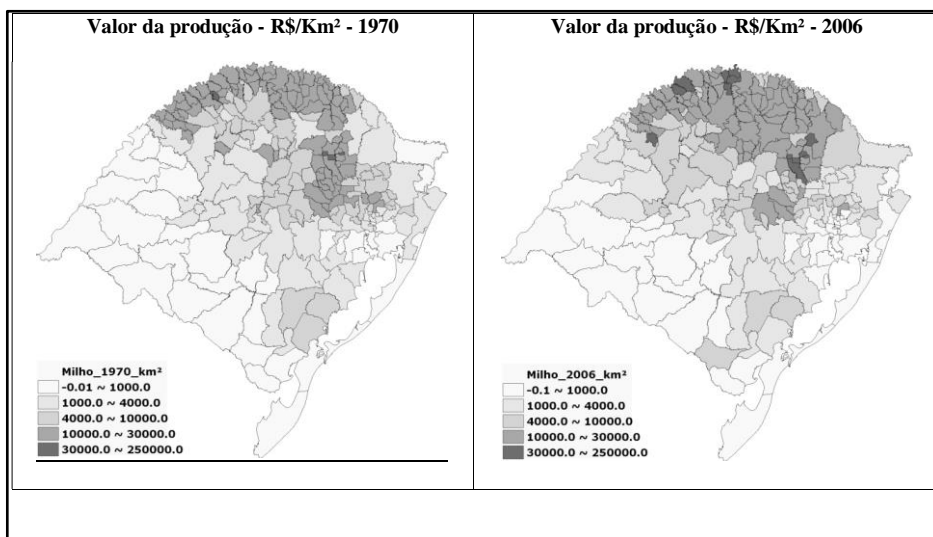 Valor da produção - R$/Km² - 1970
Valor da produção - R$/Km² - 2006
Milho_1970_km²
-0.01 ~ 1000.0
1000.0 ~ 4000.0
4000.0 ~ 10000.0
10000.0 ~ 30000.0
30000.0 ~ 250000.0
Milho_2006_km²
-0.1 ~ 1000.0
1000.0 ~ 4000.0
4000.0 ~ 10000.0
10000.0 ~ 30000.0
30000.0 ~ 250000.0